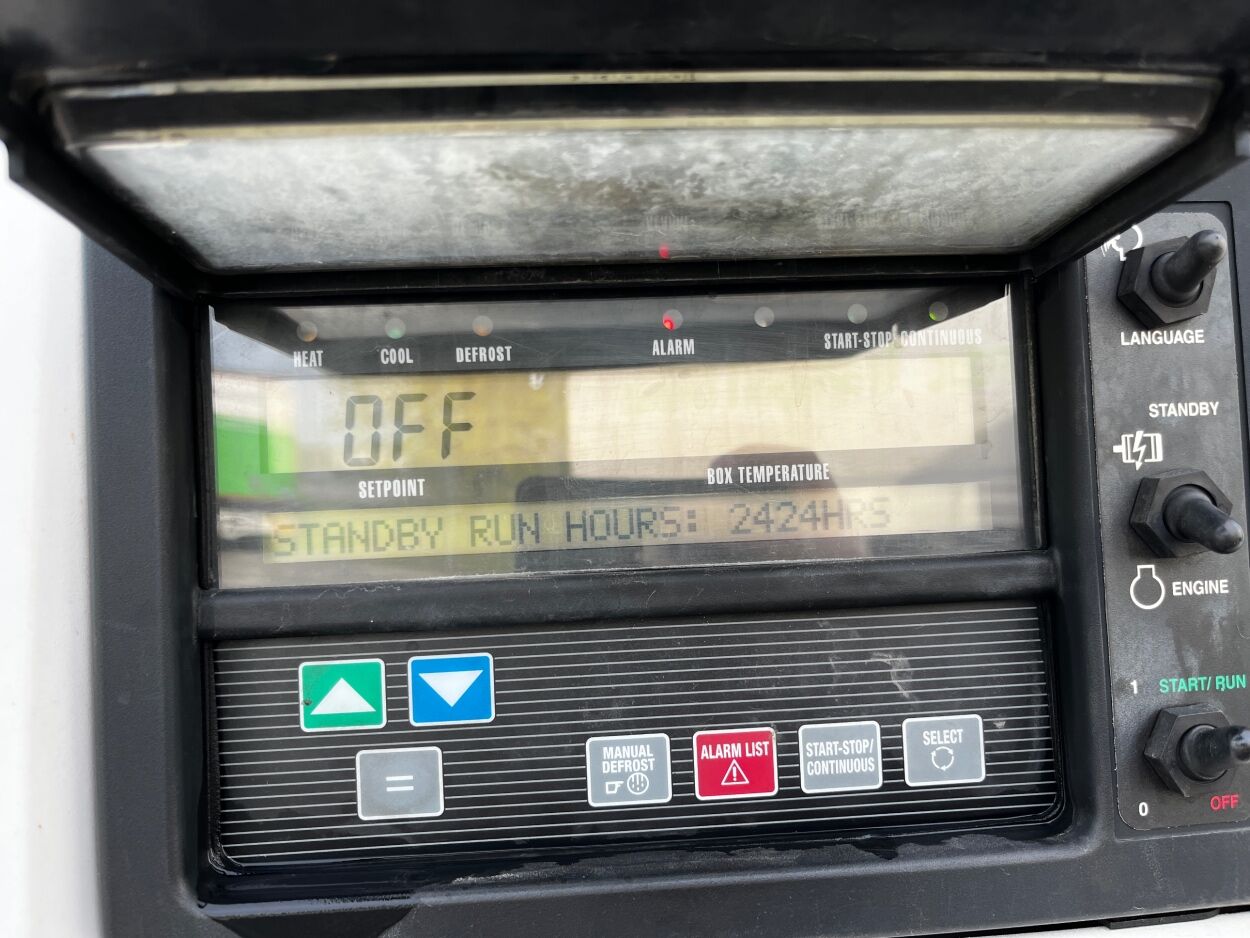 HEAT COOL DEFROST ALARM START-STOP CONTINUOUS
OFF
SETPOINT BOX TEMPERATURE
STANDBY RUN HOURS: 2424HRS
=
MANUAL
DEFROST
ALARM LIST
START-STOP/
CONTINUOUS
SELECT
LANGUAGE
STANDBY
ENGINE
1 START/RUN
0 OFF